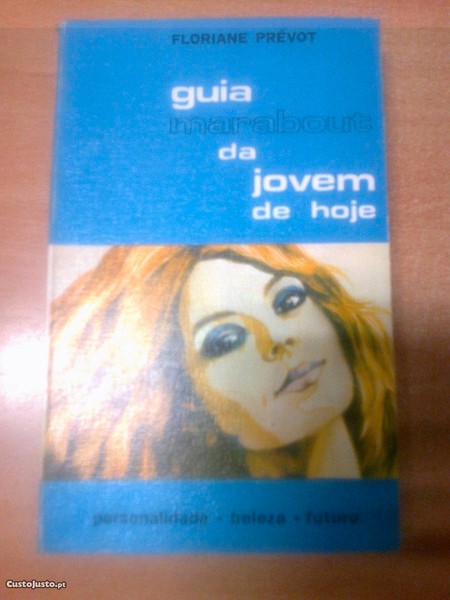 FLORIANE PRÉVOT
guia
marabout
da
jovem
de hoje
personalidade • beleza • futuro
CustoJusto.pt